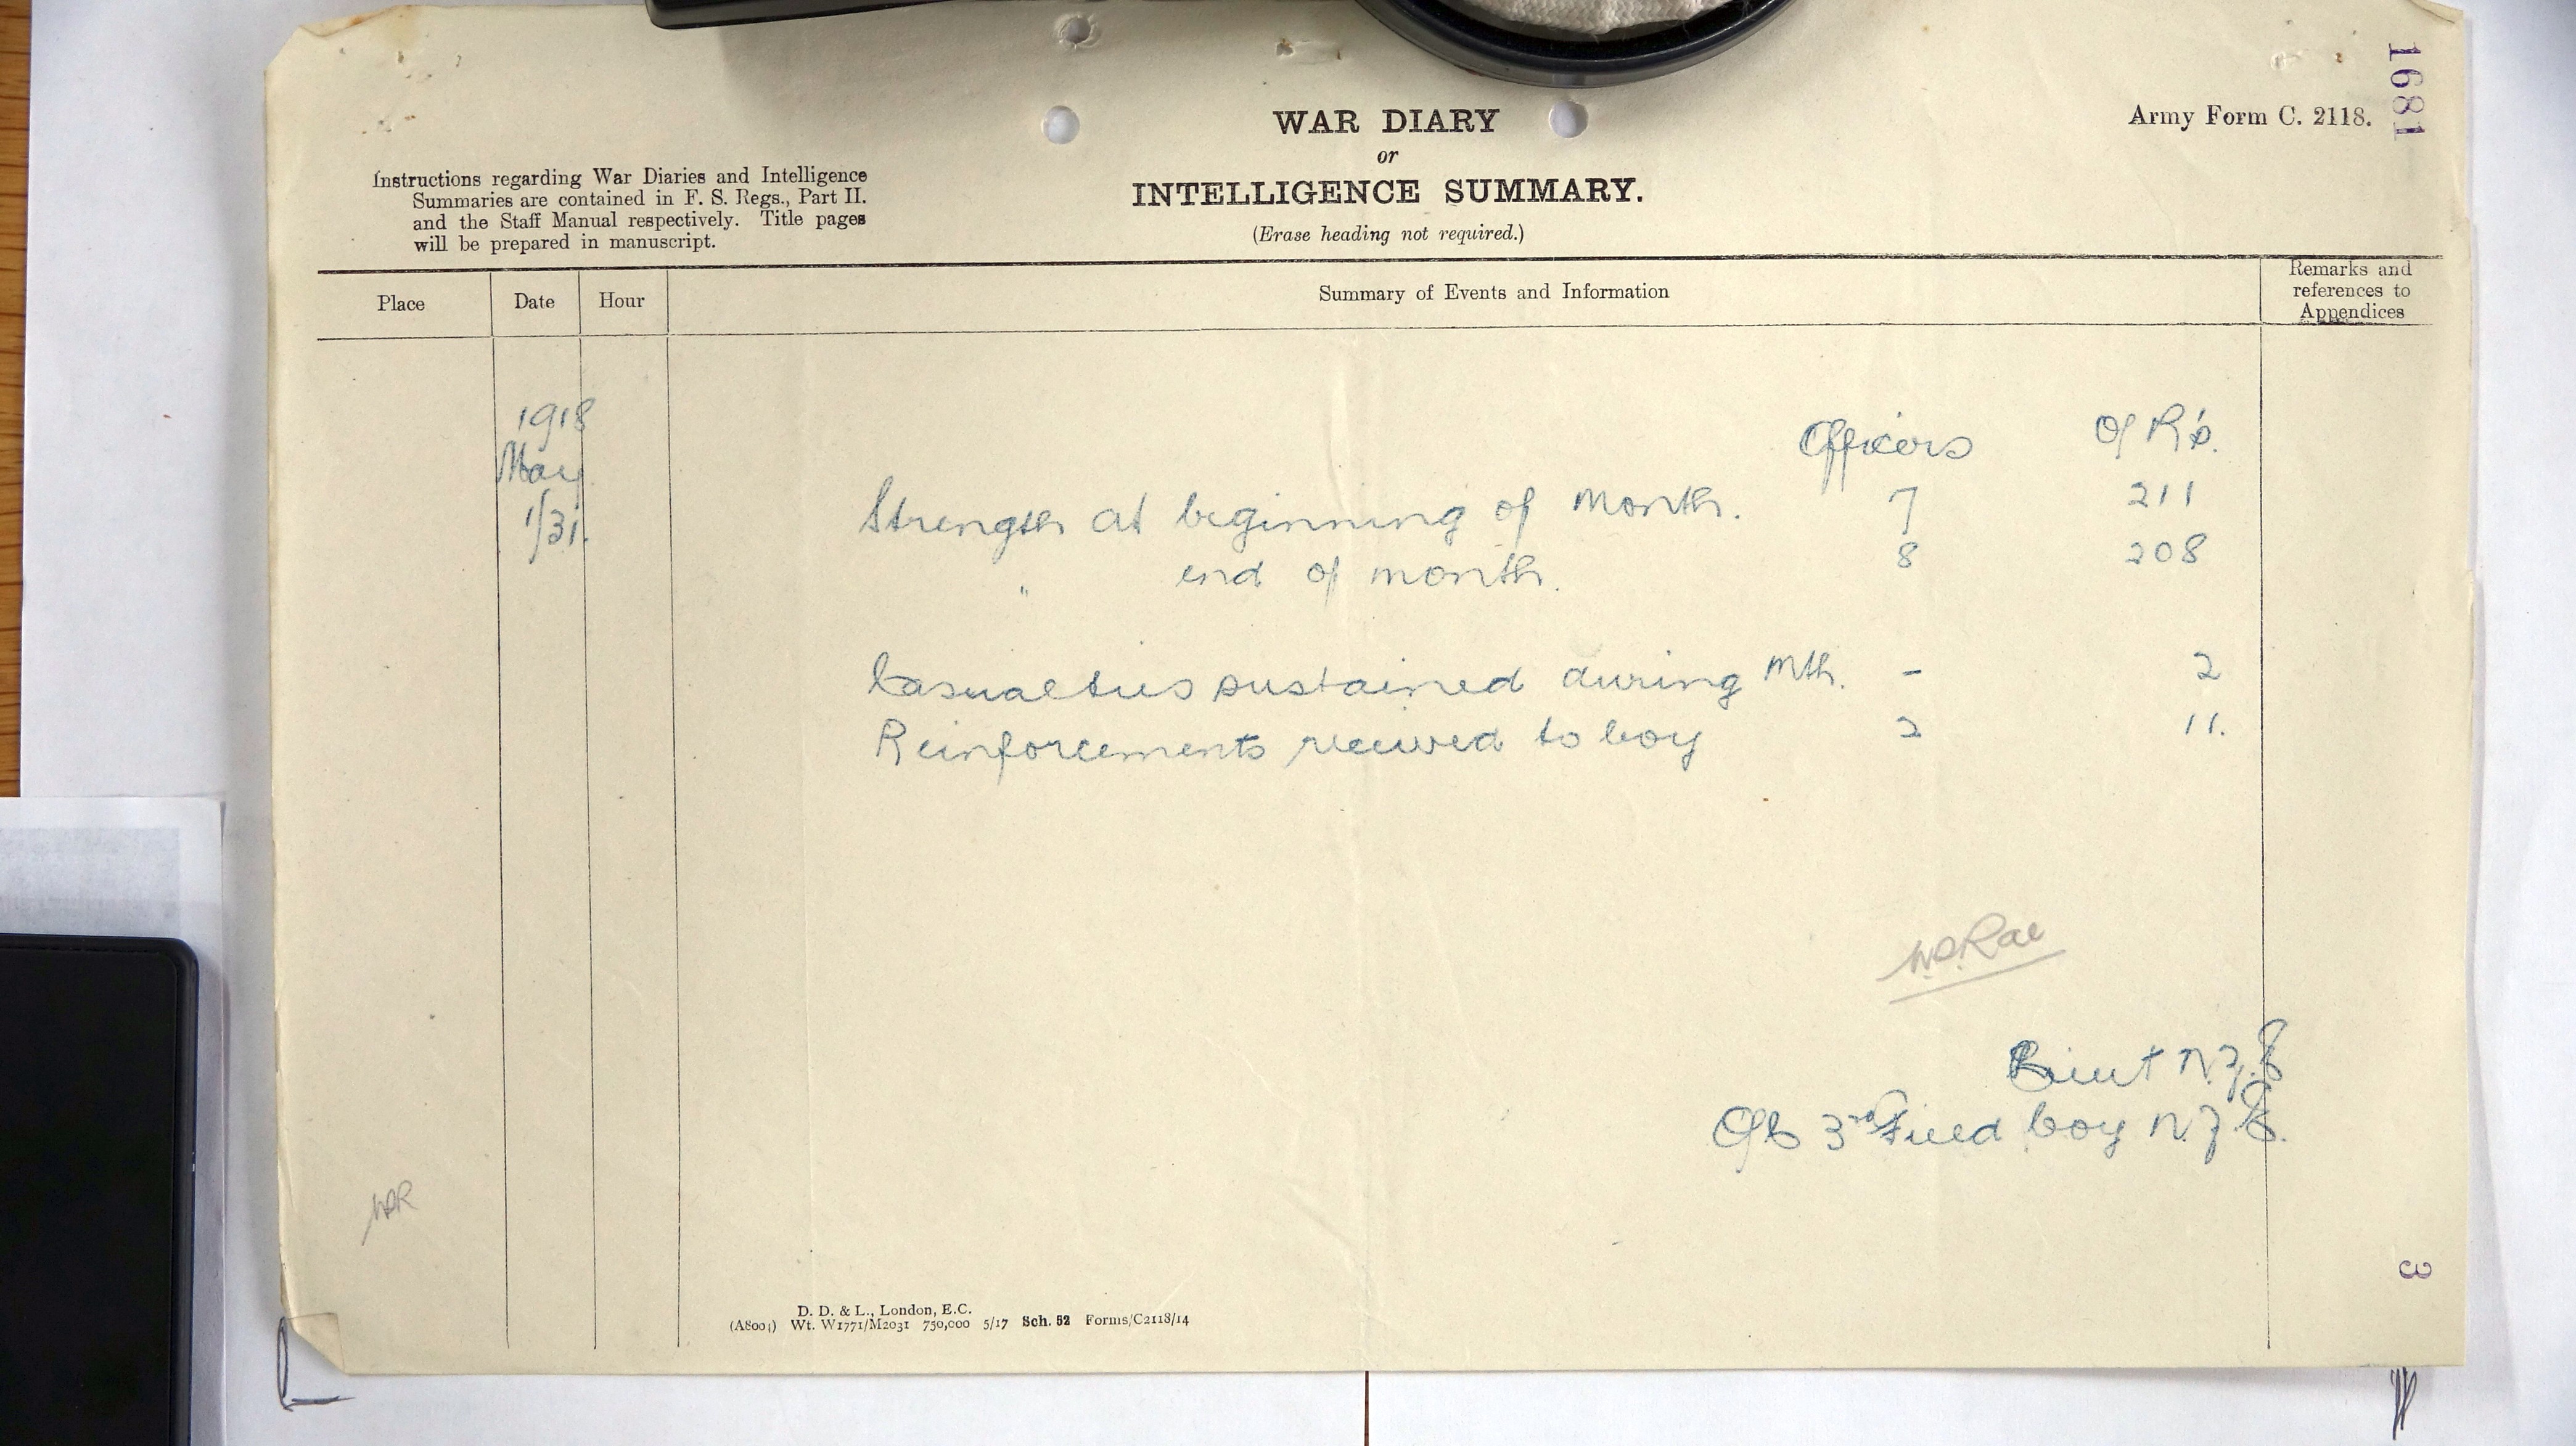 1681
Army Form C. 2118.
WAR DIARY
or
INTELLIGENCE SUMMARY.
(Erase heading not required.)
Instructions regarding War Diaries and Intelligence
Summaries are contained in F. S. Regs., Part II.
and the Staff Manual respectively. Title pages
will be prepared in manuscript.
Place Date Hour Summary of Events and Information Remarks and
references to
Appendices
1918
May
1/31.
Officers O/R's.
Strength at beginning of Month. 7 211
" end of month. 8 208
Casualties sustained during Mth. - 2
Reinforcements received to Coy 2 11.
Rae
Lieut N.Z.E
O/C 3rd Field Coy N.Z.E.
3
D. D. & L., London, E.C.
Wt. W1771/M2031 750,000 5/17 Sch. 52 Forms/C2118/14